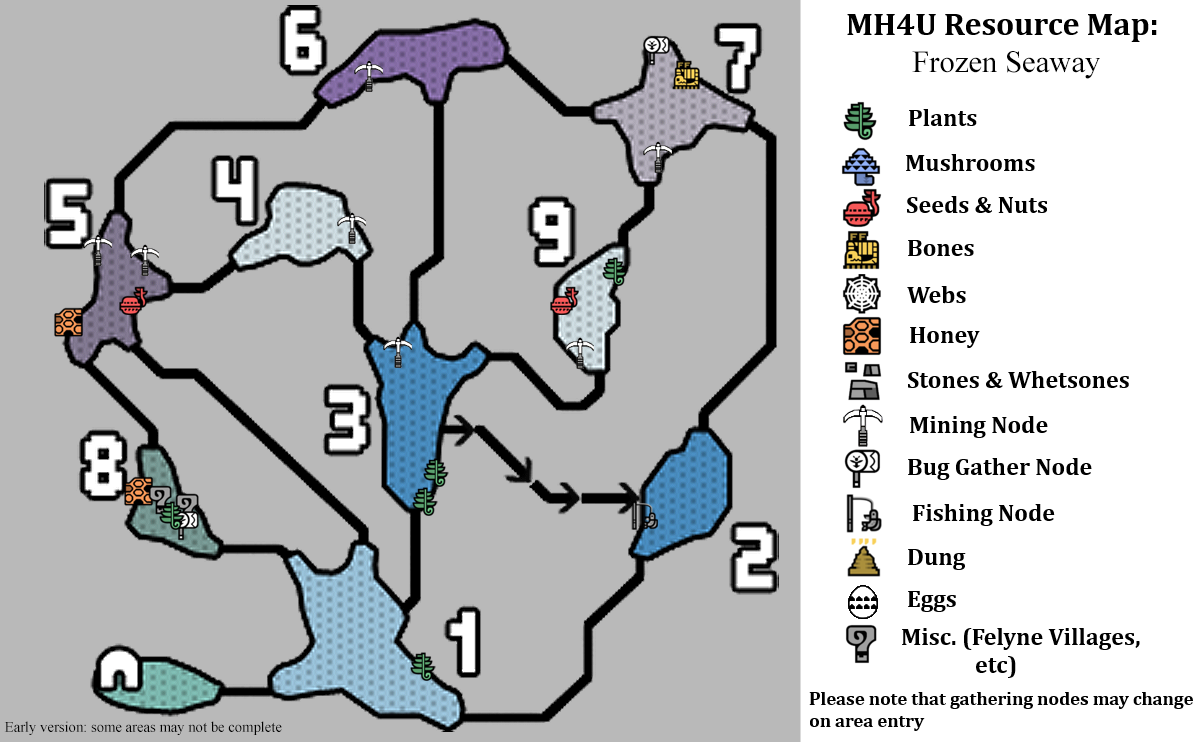 MH4U Resource Map:
Frozen Seaway
6
7
4
5
9
3
8
2
1
Plants
Mushrooms
Seeds & Nuts
Bones
Webs
Honey
Stones & Whetsones
Mining Node
Bug Gather Node
Fishing Node
Dung
Eggs
Misc. (Felyne Villages,
etc)
Please note that gathering nodes may change
on area entry
Early version: some areas may not be complete